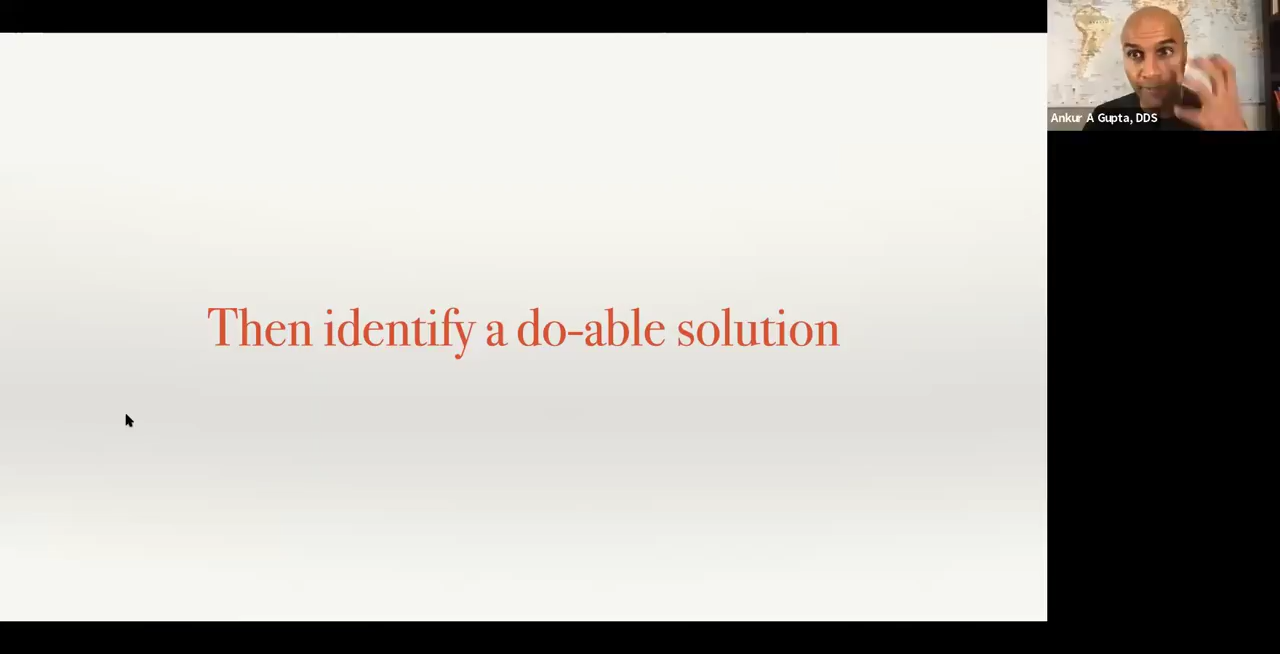 Ankur A Gupta, DDS
Then identify a do-able solution